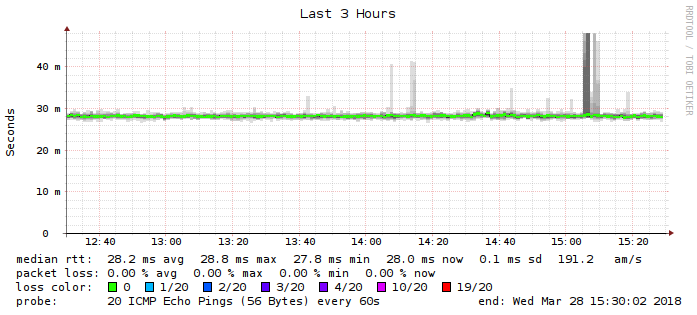 Last 3 Hours
RRDTOOL / TOBI OETIKER
Seconds
40 m
30 m
20 m
10 m
0
12:40 13:00 13:20 13:40 14:00 14:20 14:40 15:00 15:20
median rtt: 28.2 ms avg 28.8 ms max 27.8 ms min 28.0 ms now 0.1 ms sd 191.2 am/s
packet loss: 0.00 % avg 0.00 % max 0.00 % min 0.00 % now
loss color: 0 1/20 2/20 3/20 4/20 10/20 19/20
probe: 20 ICMP Echo Pings (56 Bytes) every 60s end: Wed Mar 28 15:30:02 2018